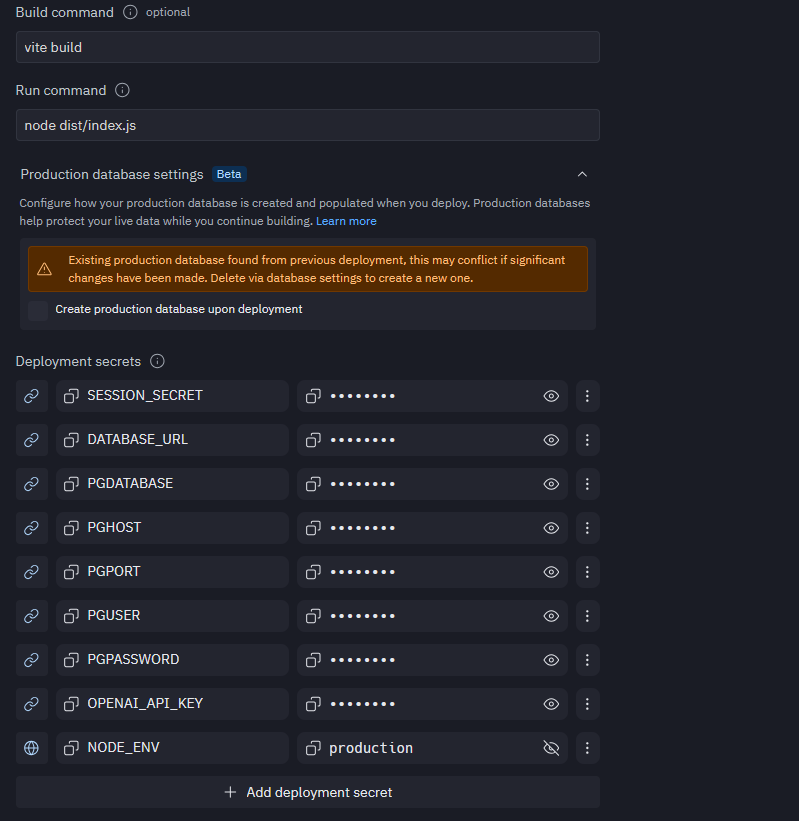 Build command optional
vite build
Run command
node dist/index.js
Production database settings Beta
Configure how your production database is created and populated when you deploy. Production databases
help protect your live data while you continue building. Learn more
Existing production database found from previous deployment, this may conflict if significant
changes have been made. Delete via database settings to create a new one.
Create production database upon deployment
Deployment secrets
SESSION_SECRET ••••••••
DATABASE_URL ••••••••
PGDATABASE ••••••••
PGHOST ••••••••
PGPORT ••••••••
PGUSER ••••••••
PGPASSWORD ••••••••
OPENAI_API_KEY ••••••••
NODE_ENV production
+ Add deployment secret